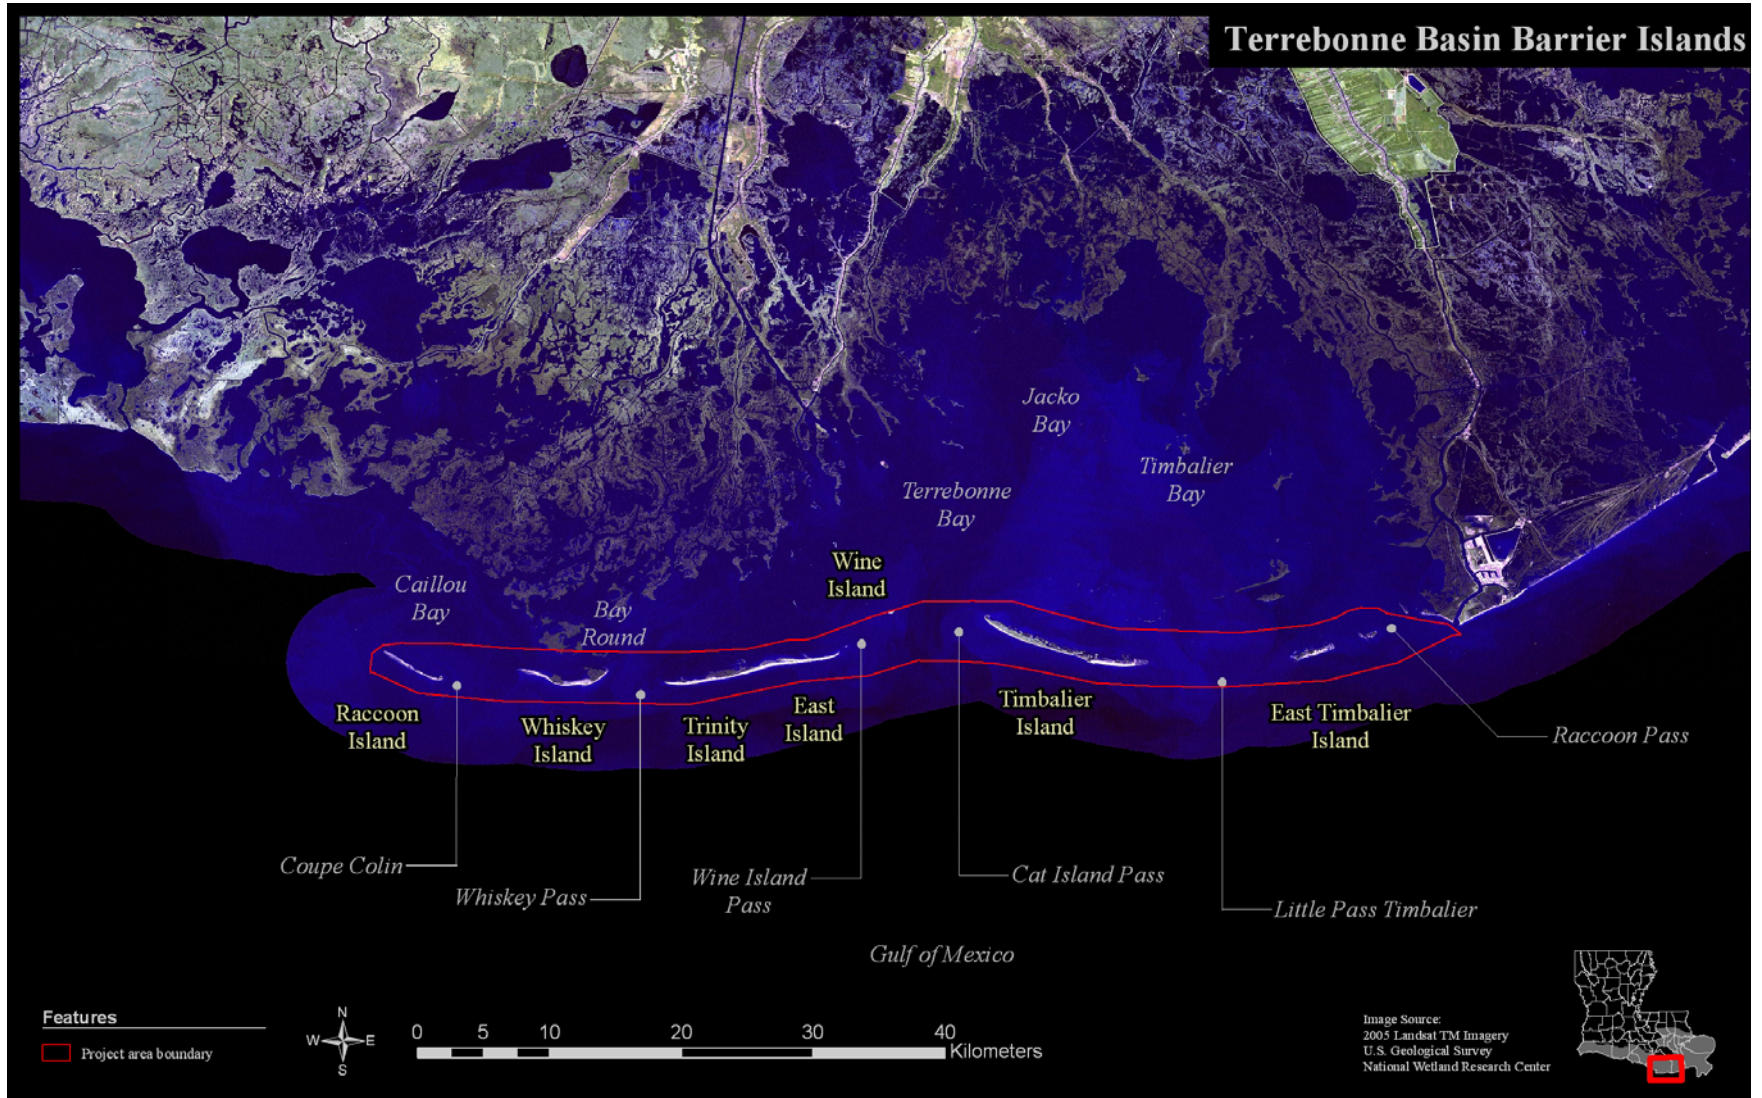 Terrebonne Basin Barrier Islands
Jacko
Bay
Timbalier
Bay
Terrebonne
Bay
Wine
Island
Caillou
Bay
Bay
Round
Raccoon
Island
Whiskey
Island
Trinity
Island
East
Island
Timbalier
Island
East Timbalier
Island
Raccoon Pass
Coupe Colin
Whiskey Pass
Wine Island
Pass
Cat Island Pass
Little Pass Timbalier
Gulf of Mexico
Features
Project area boundary
N
W E
S
0 5 10 20 30 40
Kilometers
Image Source:
2005 Landsat TM Imagery
U.S. Geological Survey
National Wetland Research Center